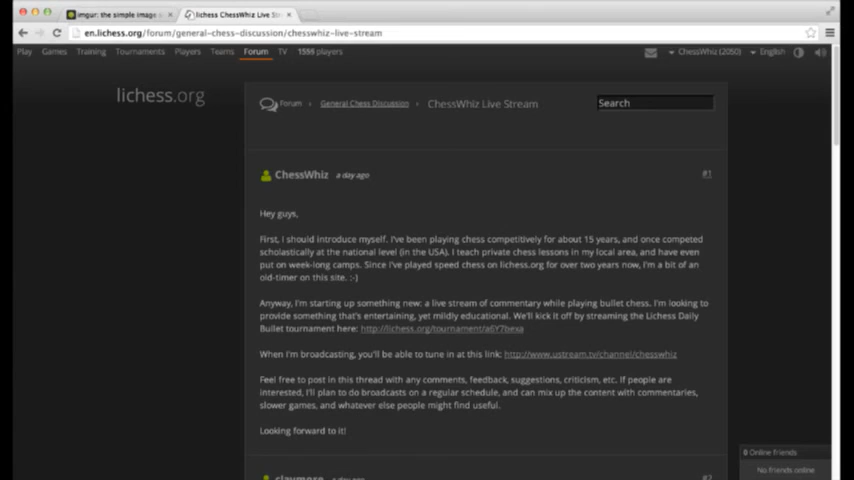 imgur: the simple image s
lichess ChessWhiz Live Str
en.lichess.org/forum/general-chess-discussion/chesswhiz-live-stream
Play Games Training Tournaments Players Teams Forum TV 1555 players ChessWhiz (2050) English
lichess.org
Forum General Chess Discussion ChessWhiz Live Stream Search
ChessWhiz a day ago #1
Hey guys,
First, I should introduce myself. I've been playing chess competitively for about 15 years, and once competed
scholastically at the national level (in the USA). I teach private chess lessons in my local area, and have even
put on week-long camps. Since I've played speed chess on lichess.org for over two years now, I'm a bit of an
old-timer on this site. :-)
Anyway, I'm starting up something new: a live stream of commentary while playing bullet chess. I'm looking to
provide something that's entertaining, yet mildly educational. We'll kick it off by streaming the Lichess Daily
Bullet tournament here: http://lichess.org/tournament/a6Y7bexa
When I'm broadcasting, you'll be able to tune in at this link: http://www.ustream.tv/channel/chesswhiz
Feel free to post in this thread with any comments, feedback, suggestions, criticism, etc. If people are
interested, I'll plan to do broadcasts on a regular schedule, and can mix up the content with commentaries,
slower games, and whatever else people might find useful.
Looking forward to it!
0 Online friends
No friends online
claymore a day ago #2